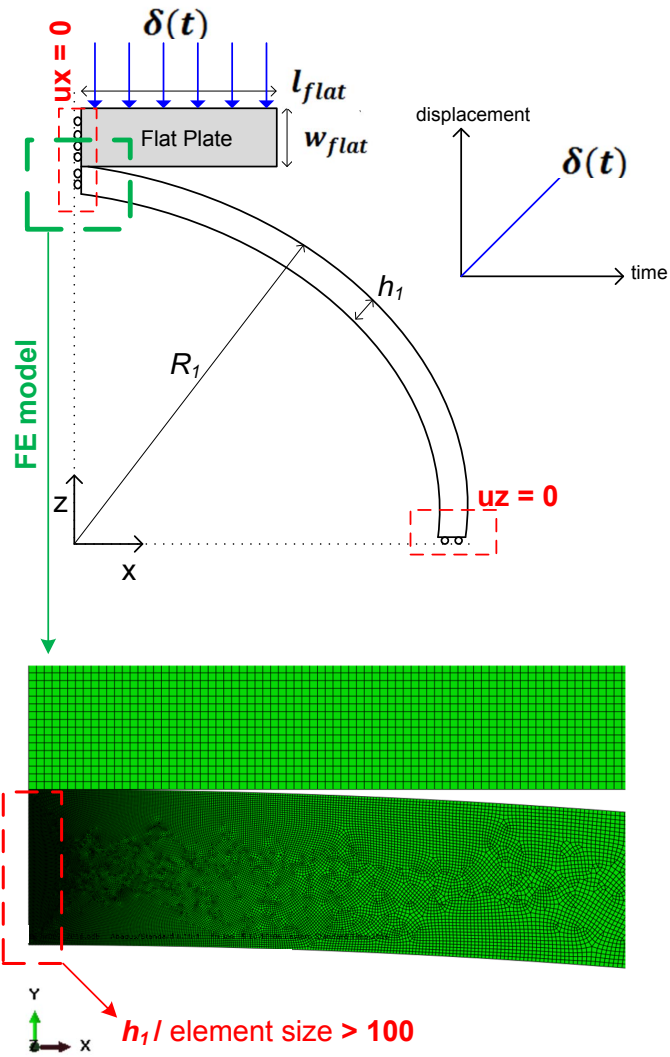 δ(t)
ux = 0
l_flat
Flat Plate
w_flat
displacement
δ(t)
time
h₁
R₁
FE model
z
x
uz = 0
Y
Z
X
h₁ / element size > 100